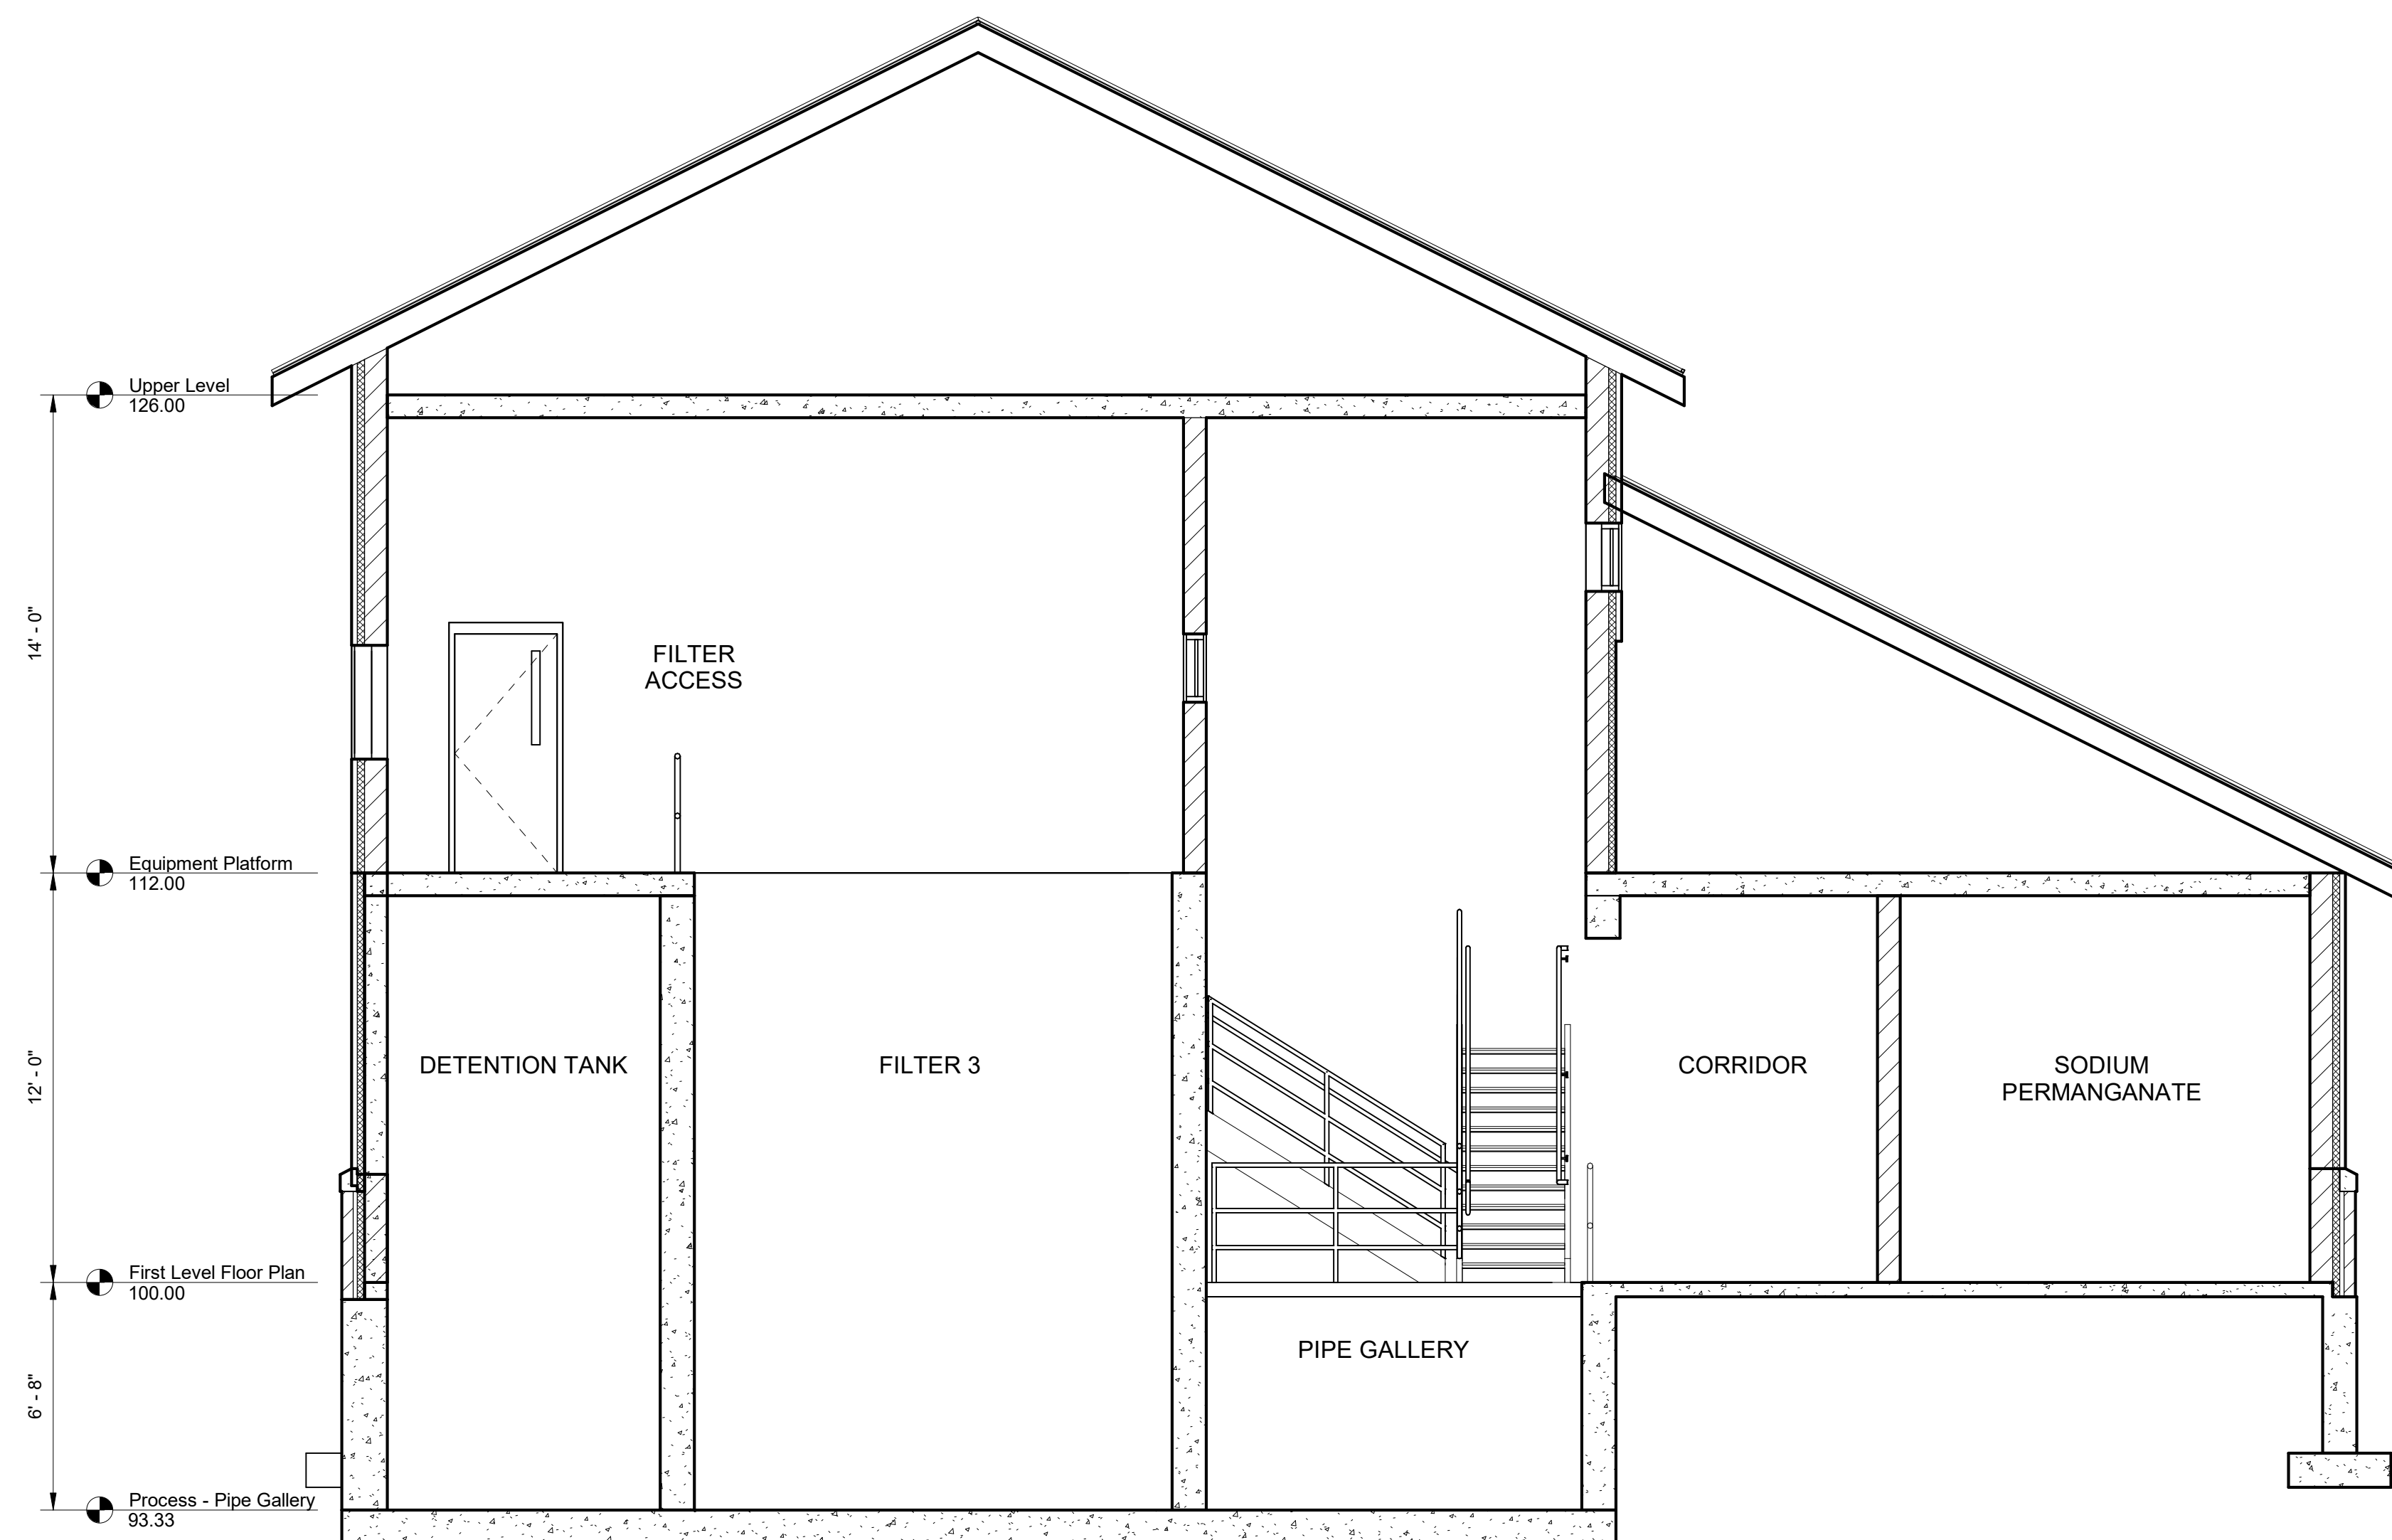 Upper Level
126.00
14' - 0"
FILTER
ACCESS
Equipment Platform
112.00
12' - 0"
DETENTION TANK
FILTER 3
CORRIDOR
SODIUM
PERMANGANATE
First Level Floor Plan
100.00
PIPE GALLERY
6' - 8"
Process - Pipe Gallery
93.33